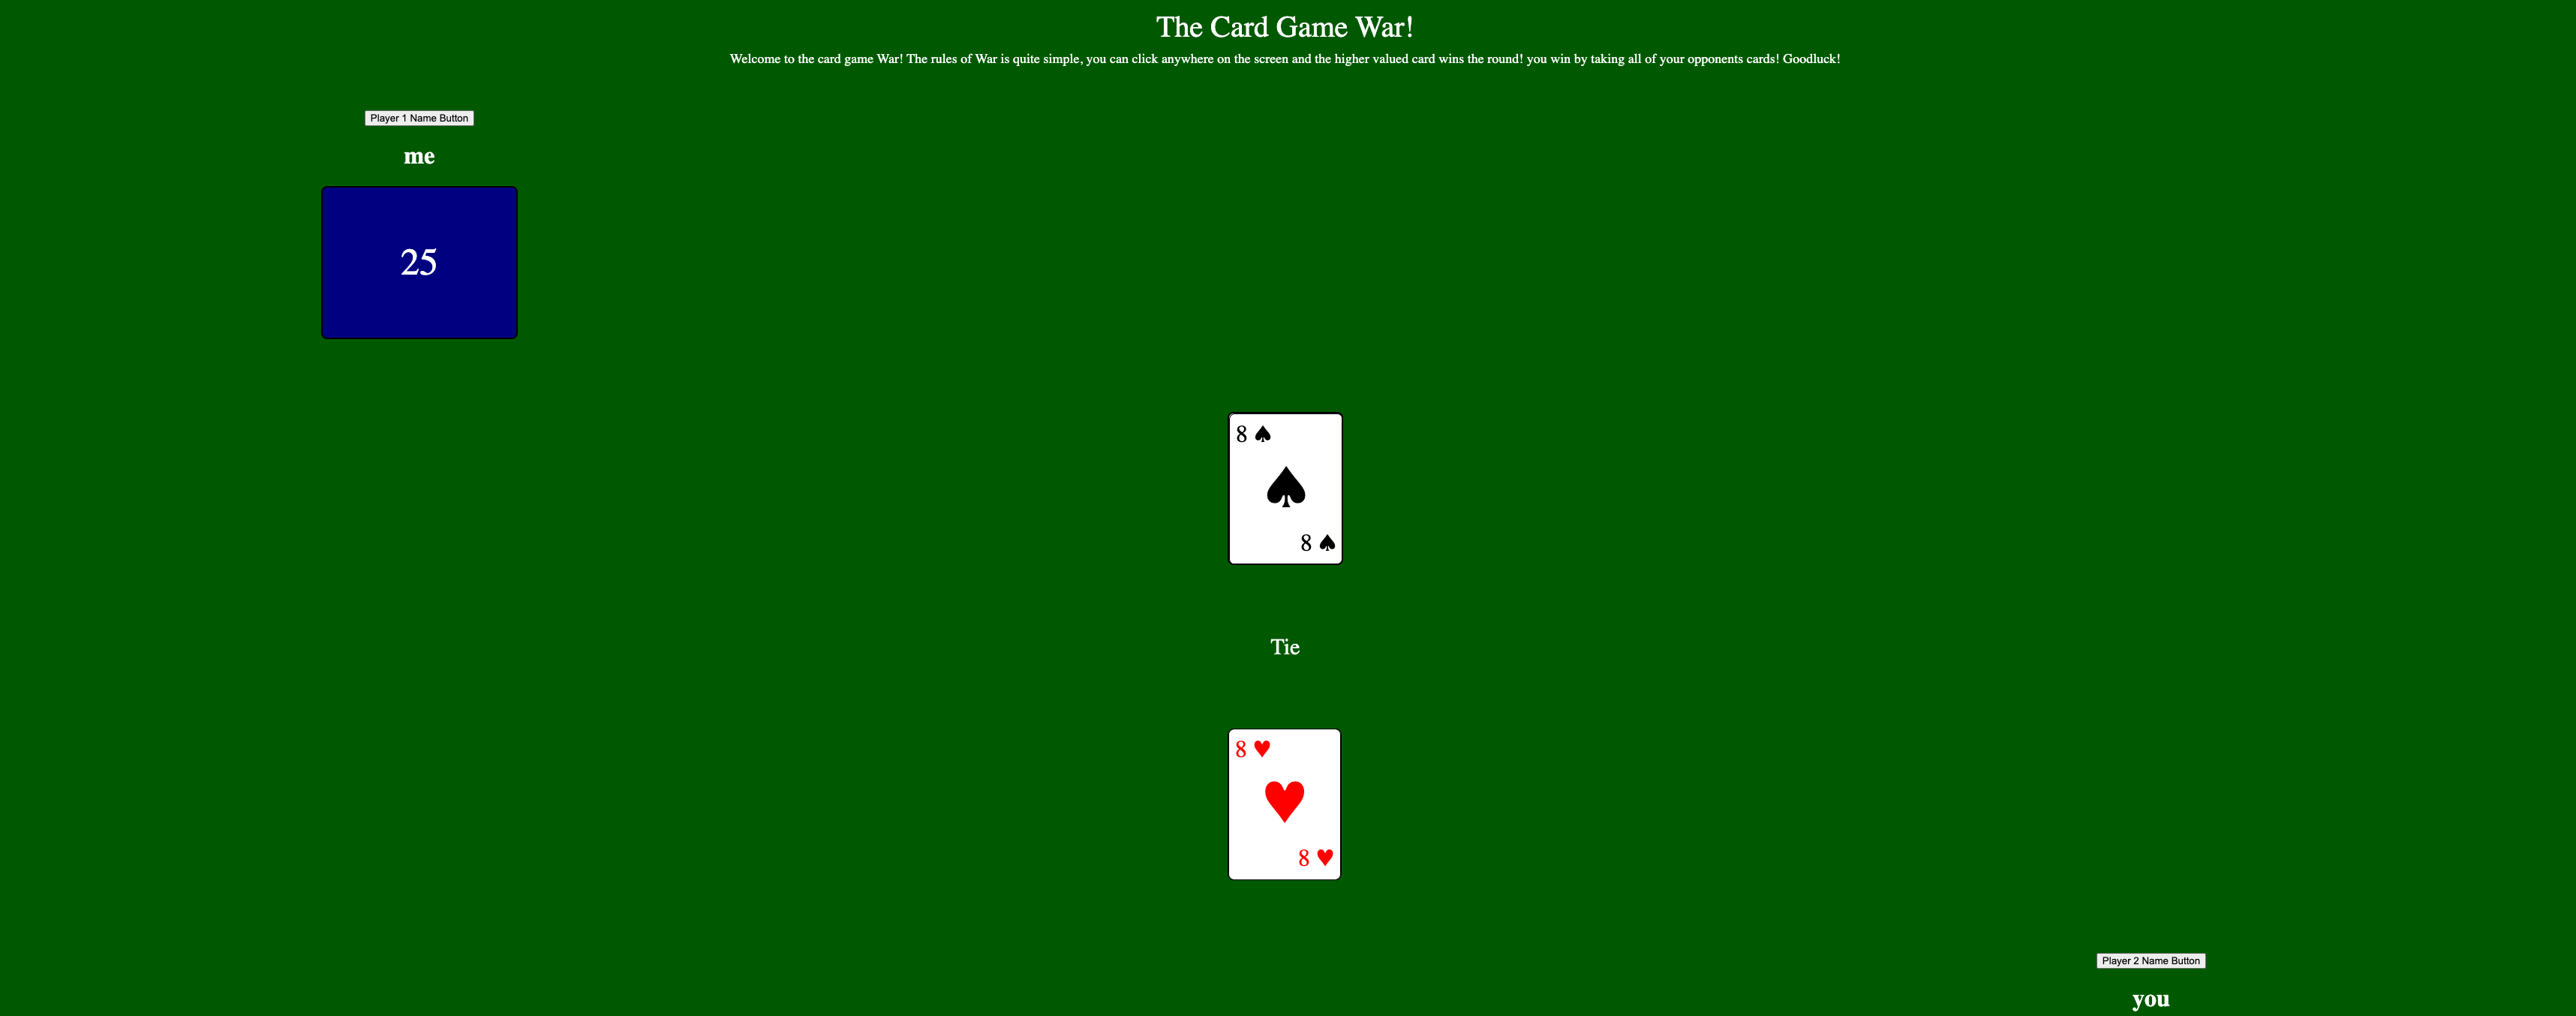 The Card Game War!
Welcome to the card game War! The rules of War is quite simple, you can click anywhere on the screen and the higher valued card wins the round! you win by taking all of your opponents cards! Goodluck!
Player 1 Name Button
me
25
8 ♠
♠
8 ♠
Tie
8 ♥
♥
8 ♥
Player 2 Name Button
you